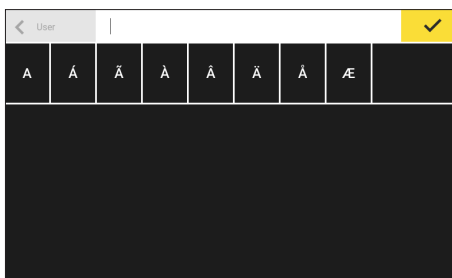 User
A Á Ã À Â Ä Å Æ